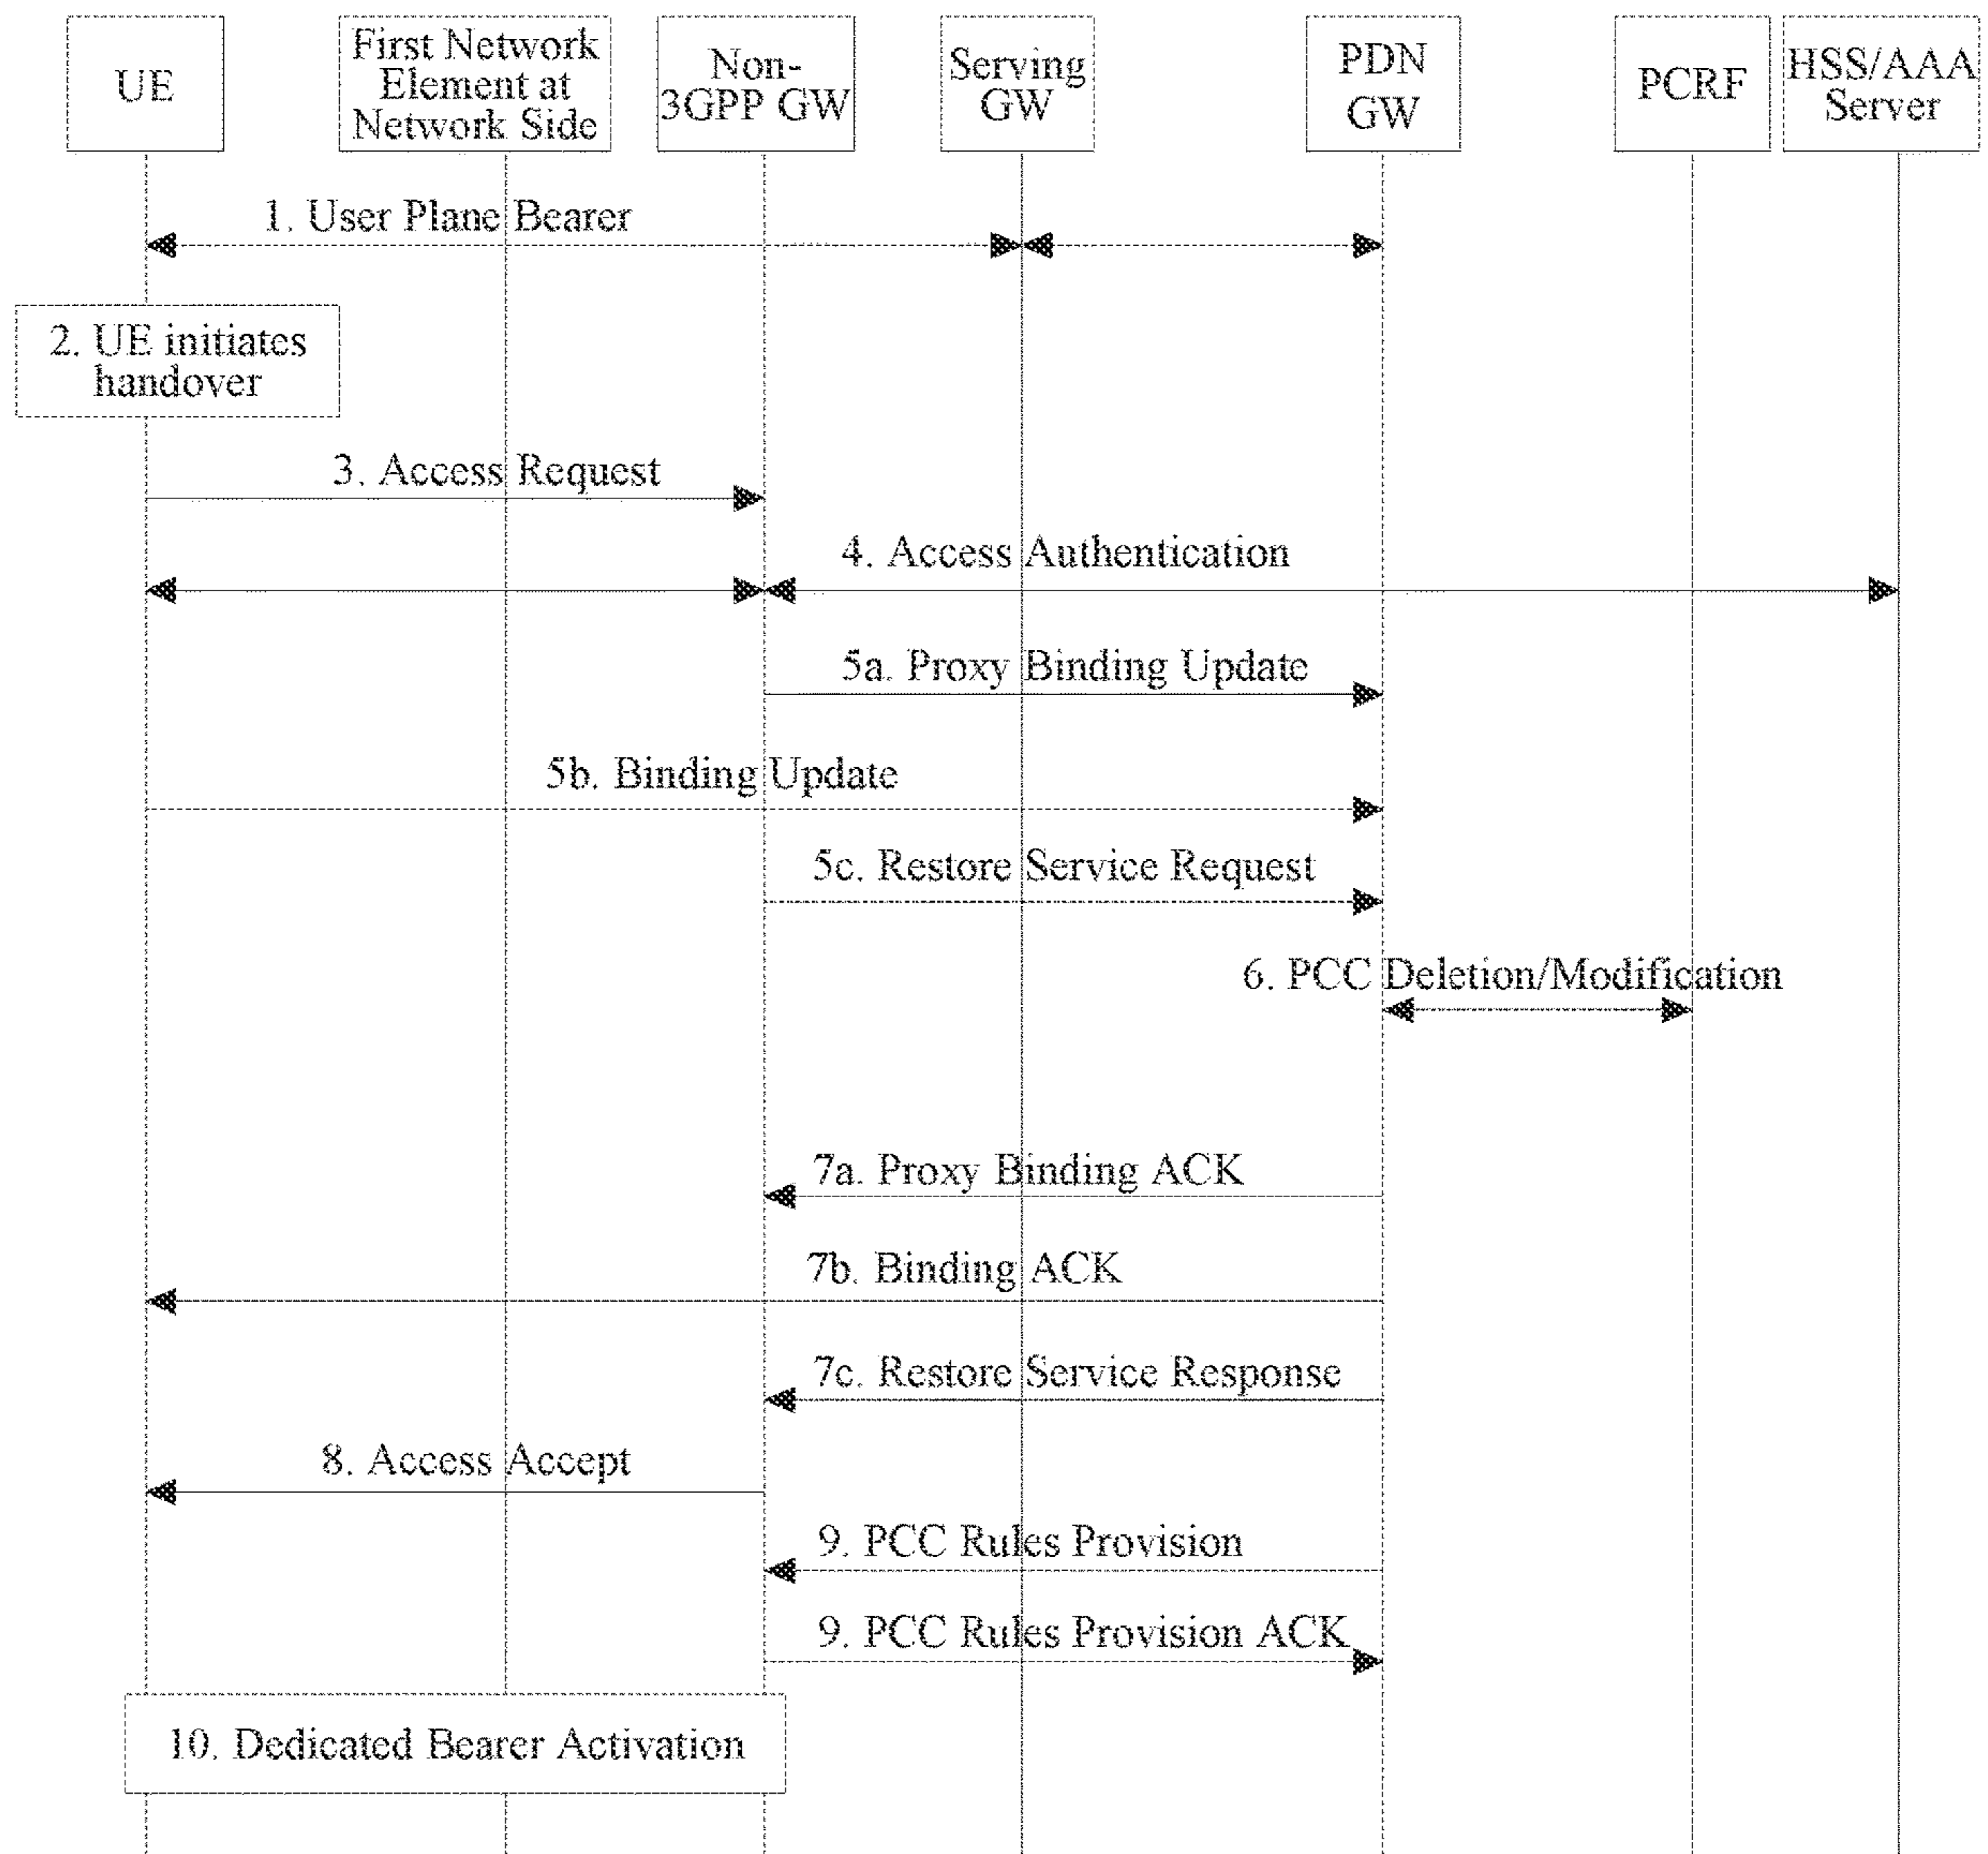 UE
First Network
Element at
Network Side
Non-
3GPP GW
Serving
GW
PDN
GW
PCRF
HSS/AAA
Server
1. User Plane Bearer
2. UE initiates
handover
3. Access Request
4. Access Authentication
5a. Proxy Binding Update
5b. Binding Update
5c. Restore Service Request
6. PCC Deletion/Modification
7a. Proxy Binding ACK
7b. Binding ACK
7c. Restore Service Response
8. Access Accept
9. PCC Rules Provision
9. PCC Rules Provision ACK
10. Dedicated Bearer Activation